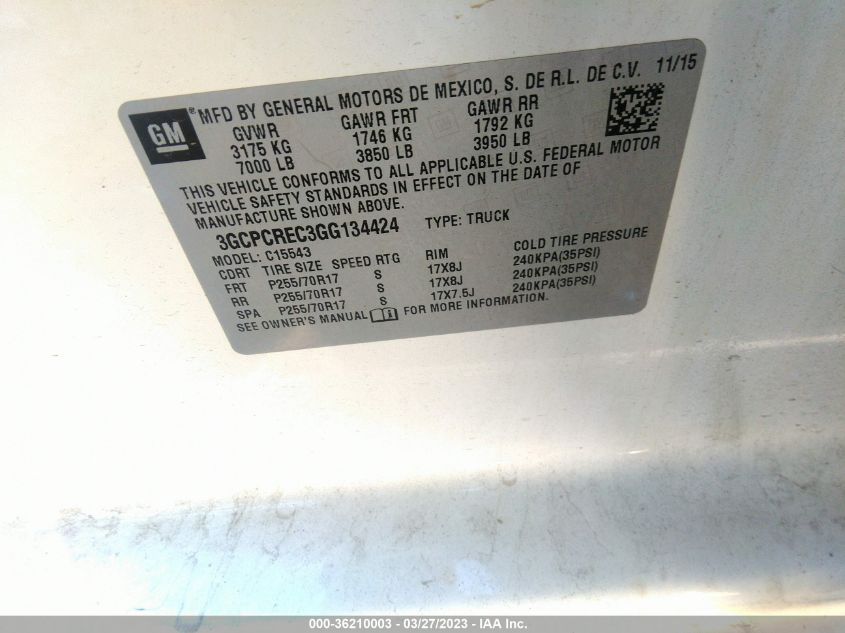 GM
®MFD BY GENERAL MOTORS DE MEXICO, S. DE R.L. DE C.V. 11/15
GVWR GAWR FRT GAWR RR
3175 KG 1746 KG 1792 KG
7000 LB 3850 LB 3950 LB
THIS VEHICLE CONFORMS TO ALL APPLICABLE U.S. FEDERAL MOTOR
VEHICLE SAFETY STANDARDS IN EFFECT ON THE DATE OF
MANUFACTURE SHOWN ABOVE.
3GCPCREC3GG134424 TYPE: TRUCK
MODEL: C15543
CDRT TIRE SIZE SPEED RTG RIM COLD TIRE PRESSURE
FRT P255/70R17 S 17X8J 240KPA(35PSI)
RR P255/70R17 S 17X8J 240KPA(35PSI)
SPA P255/70R17 S 17X7.5J 240KPA(35PSI)
SEE OWNER'S MANUAL FOR MORE INFORMATION.
000-36210003 — 03/27/2023 — IAA Inc.